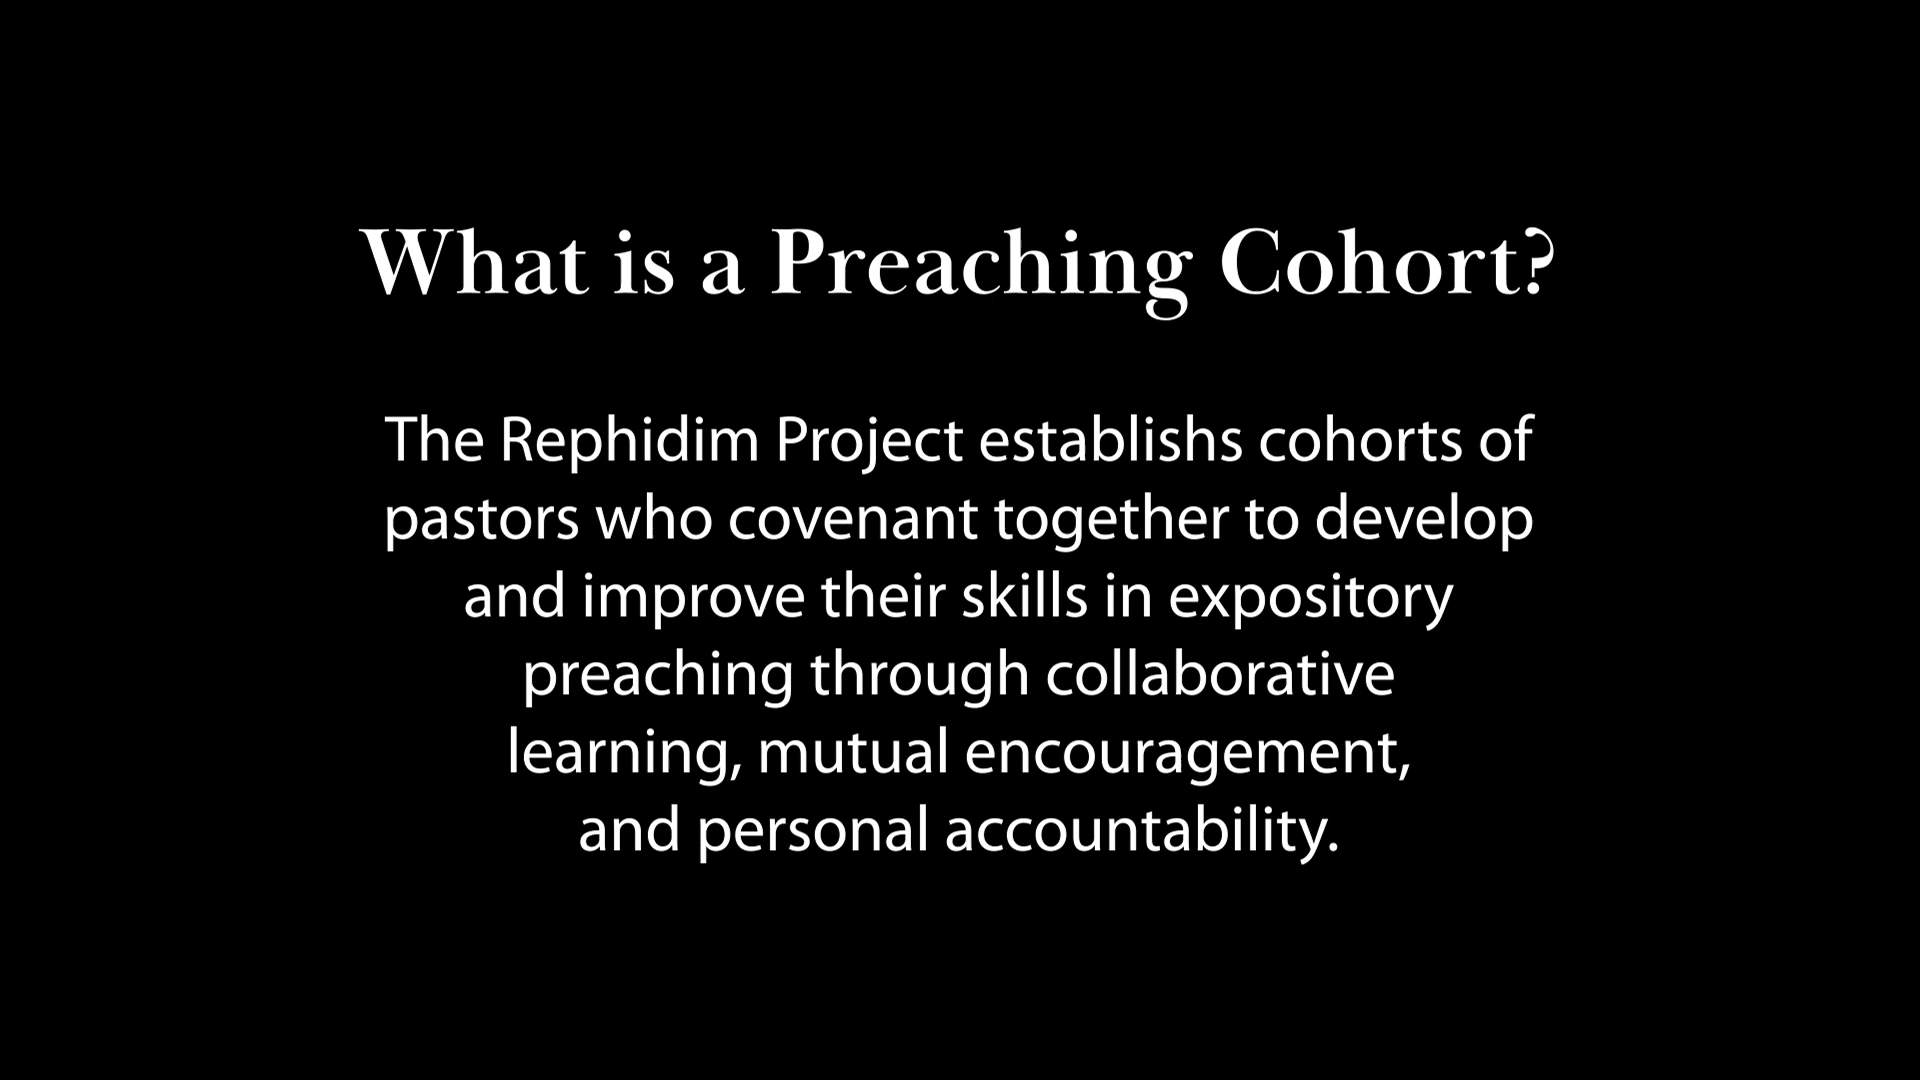 What is a Preaching Cohort?
The Rephidim Project establishs cohorts of
pastors who covenant together to develop
and improve their skills in expository
preaching through collaborative
learning, mutual encouragement,
and personal accountability.